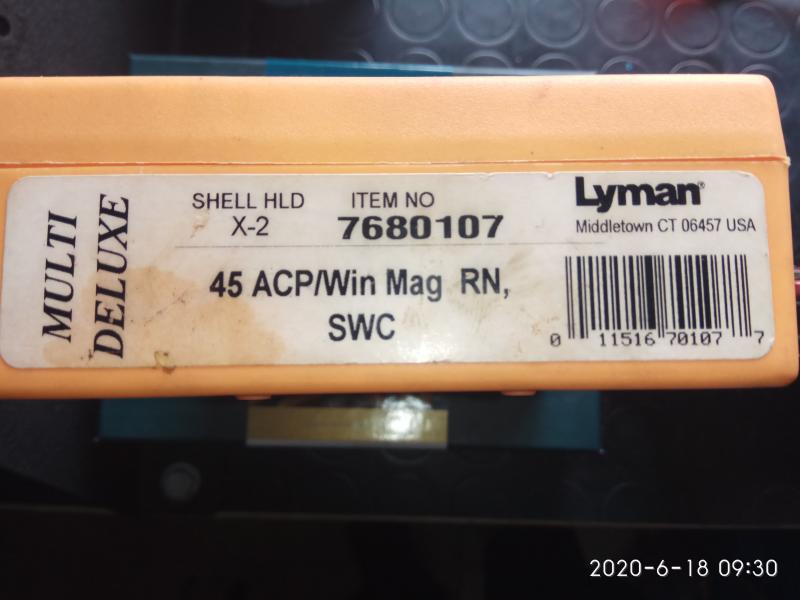 MULTI
DELUXE
SHELL HLD
X-2
ITEM NO
7680107
Lyman®
Middletown CT 06457 USA
45 ACP/Win Mag RN,
SWC
0 11516 70107 7
2020-6-18 09:30